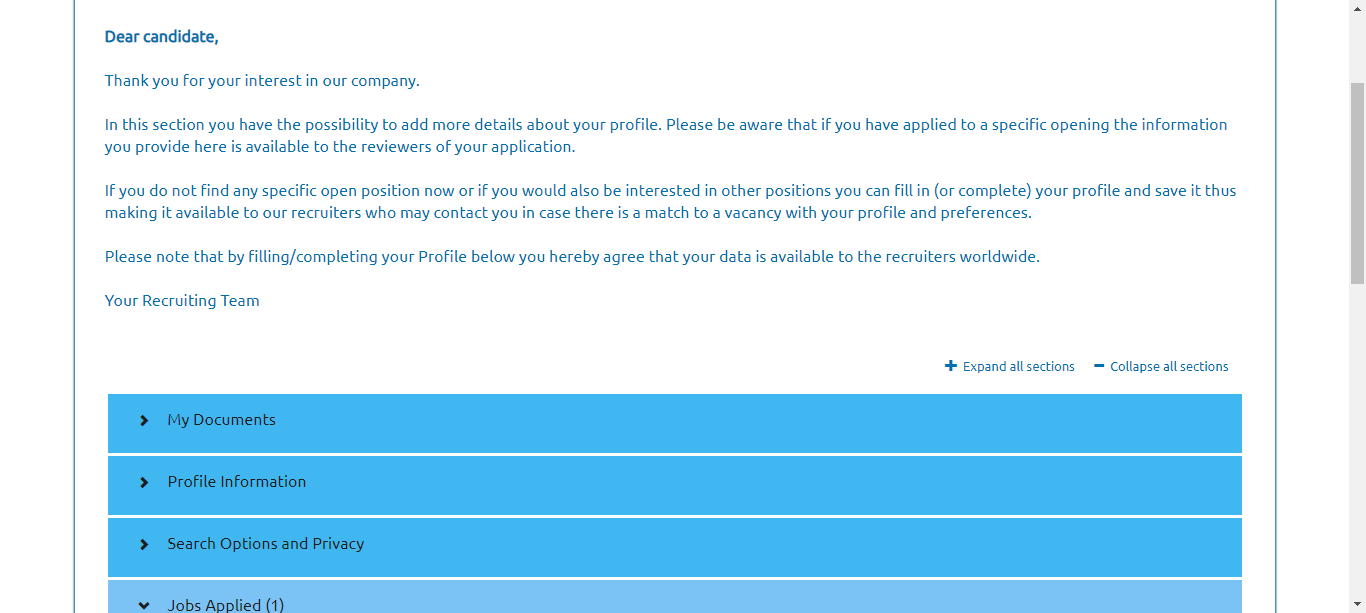 Dear candidate,
Thank you for your interest in our company.
In this section you have the possibility to add more details about your profile. Please be aware that if you have applied to a specific opening the information
you provide here is available to the reviewers of your application.
If you do not find any specific open position now or if you would also be interested in other positions you can fill in (or complete) your profile and save it thus
making it available to our recruiters who may contact you in case there is a match to a vacancy with your profile and preferences.
Please note that by filling/completing your Profile below you hereby agree that your data is available to the recruiters worldwide.
Your Recruiting Team
Expand all sections Collapse all sections
My Documents
Profile Information
Search Options and Privacy
Jobs Applied (1)